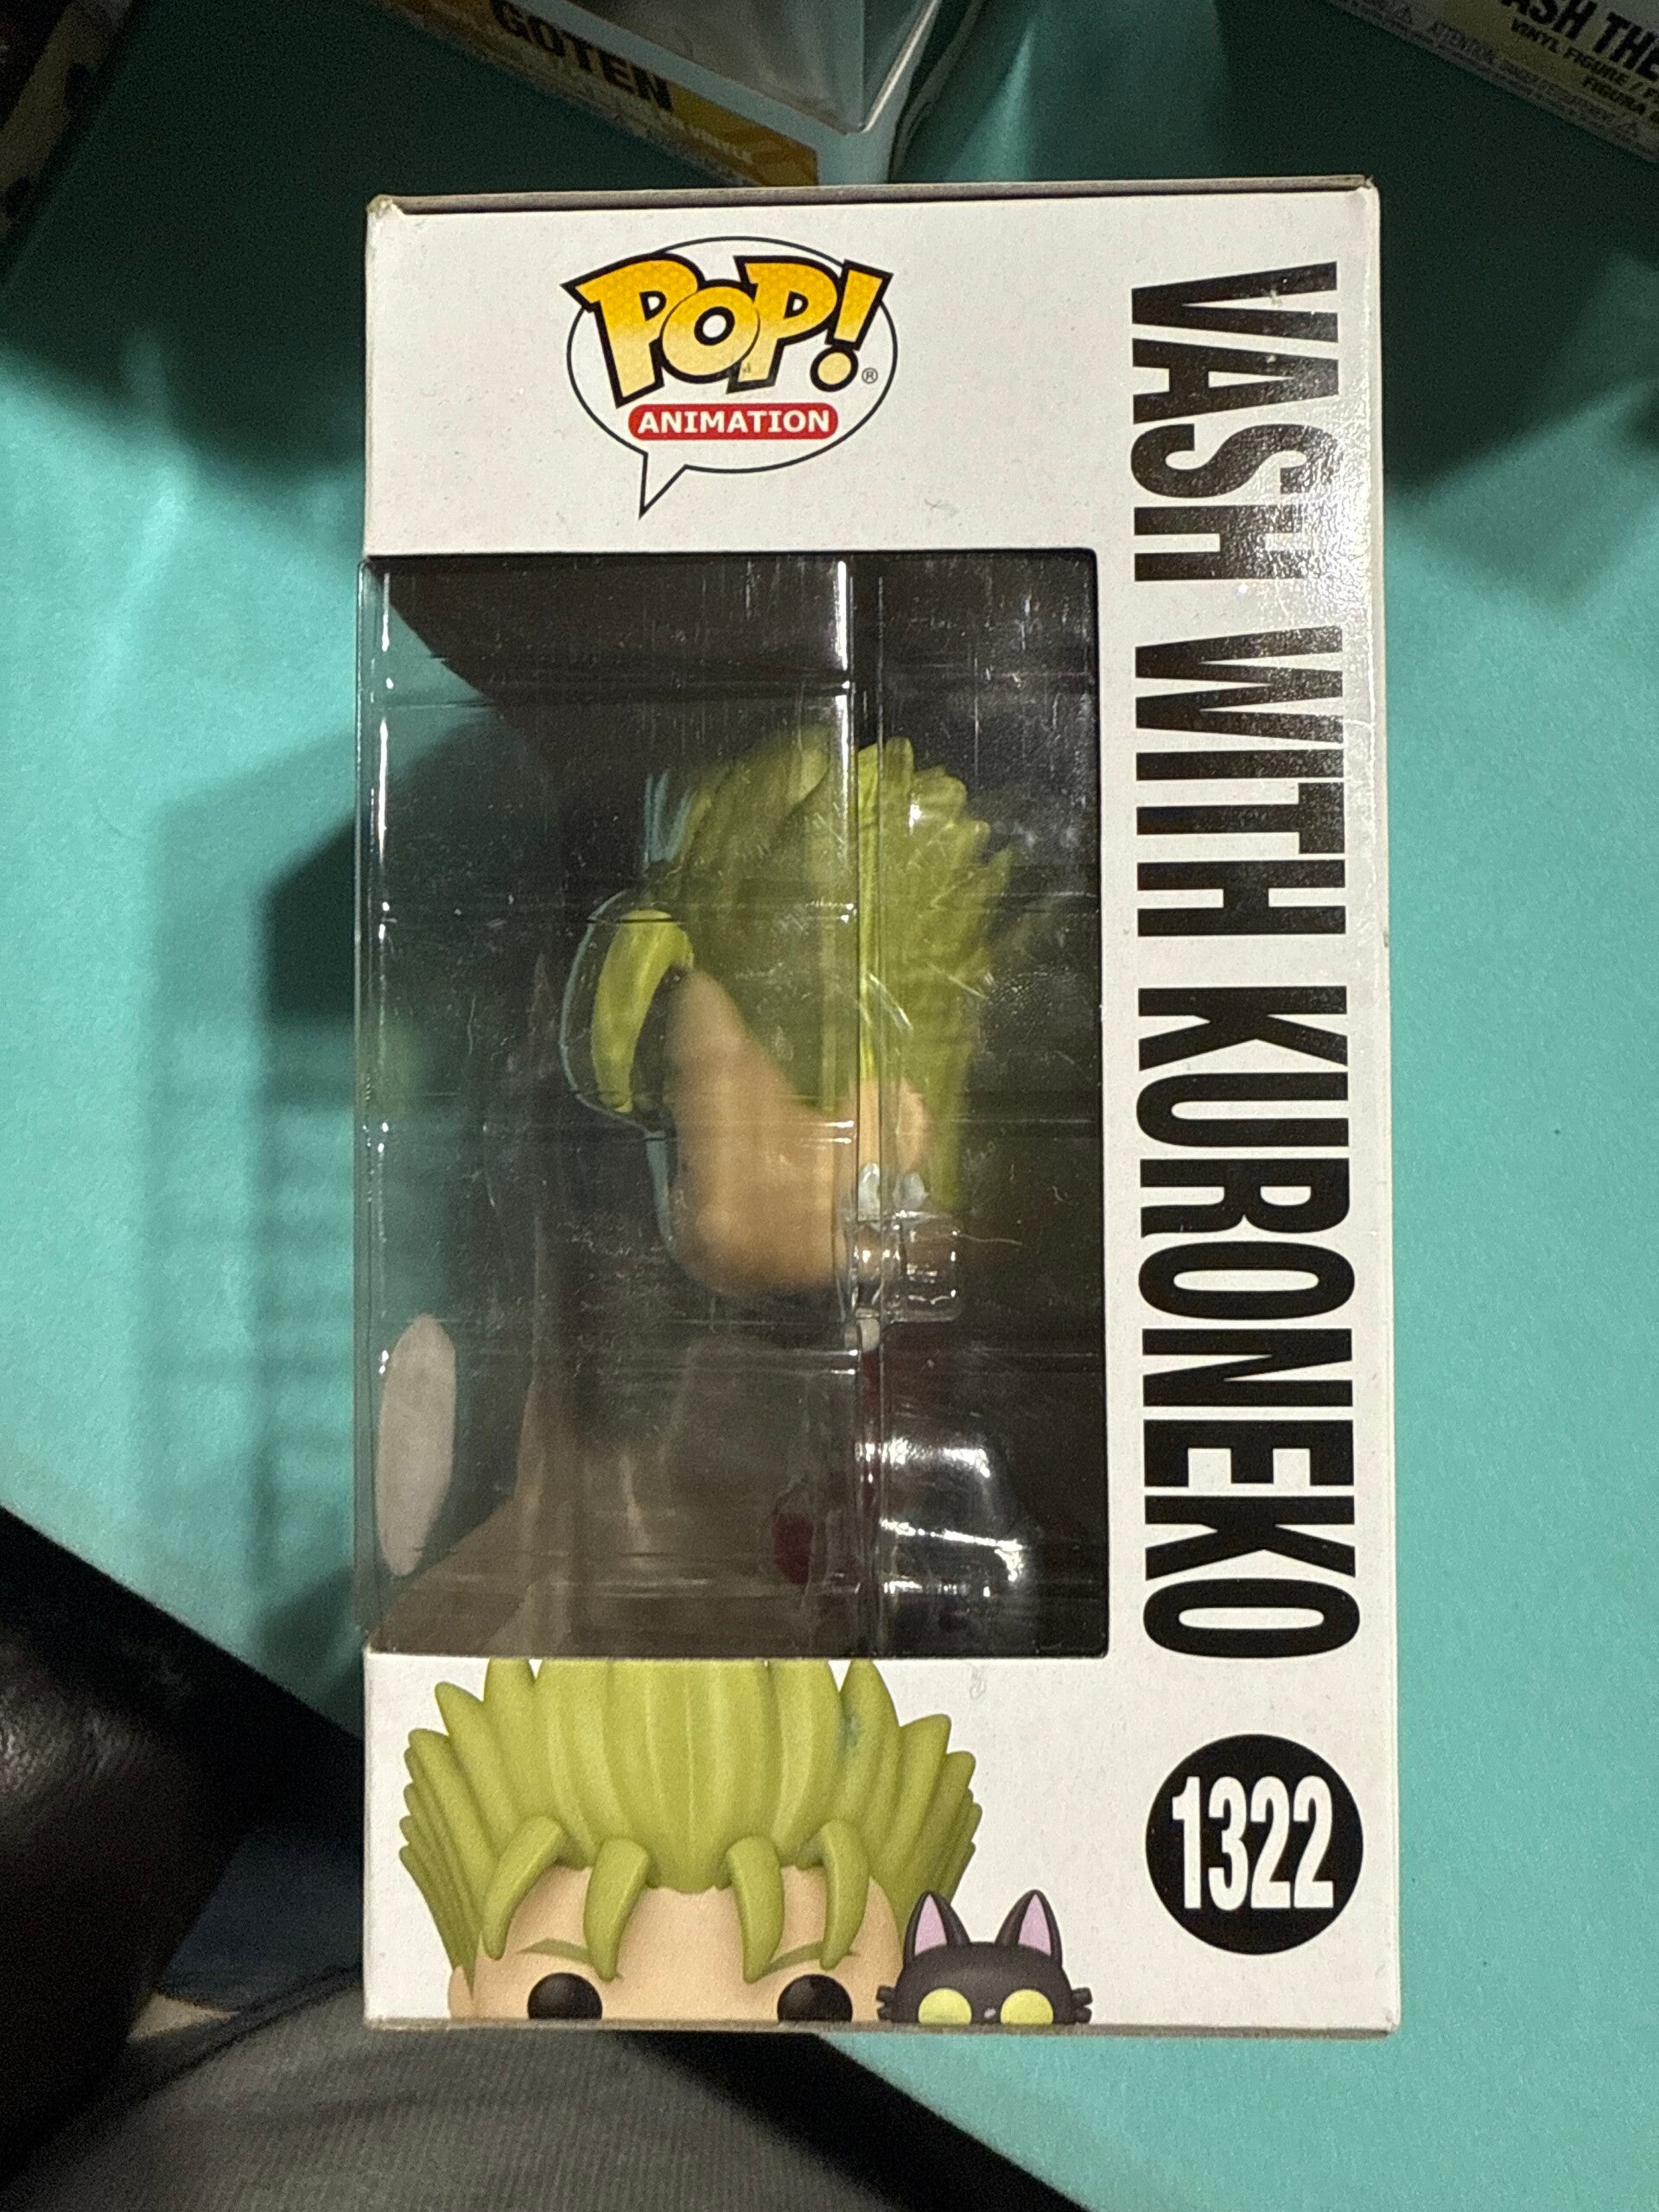 GOTEN
ASH THE
VINYL FIGURE /
FIGURA
POP!
®
ANIMATION
VASH WITH KURONEKO
1322